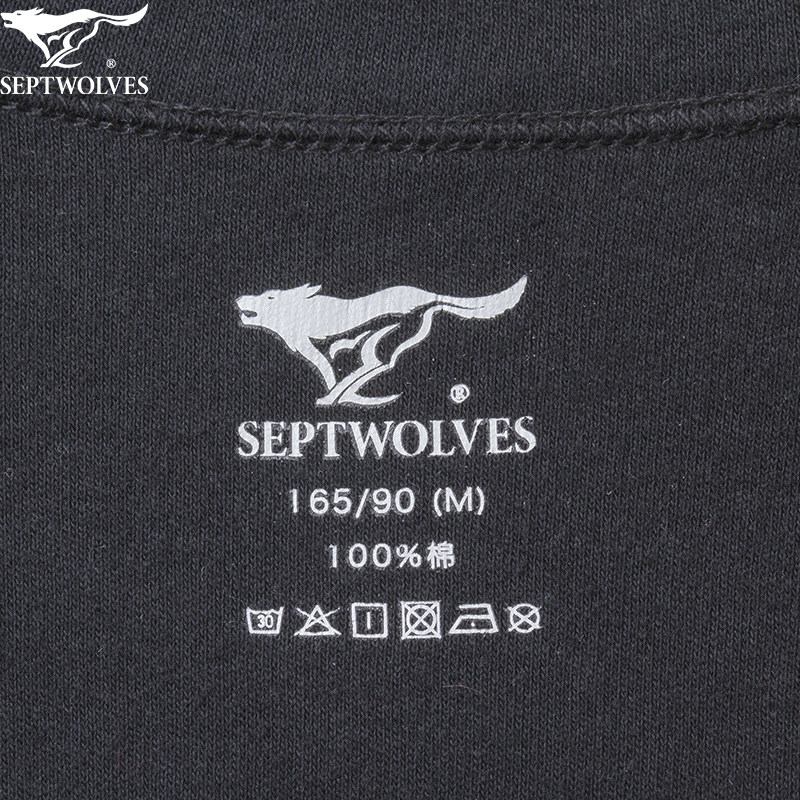 ®
SEPTWOLVES
®
SEPTWOLVES
165/90 (M)
100%棉
30